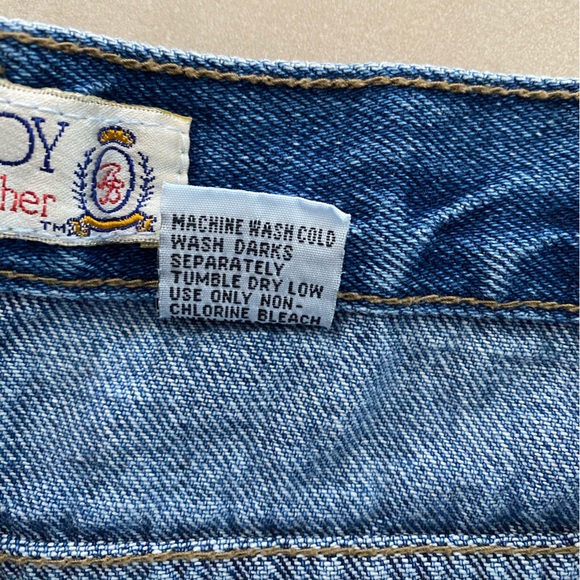 OY
her
TM
MACHINE WASH COLD
WASH DARKS
SEPARATELY
TUMBLE DRY LOW
USE ONLY NON-
CHLORINE BLEACH